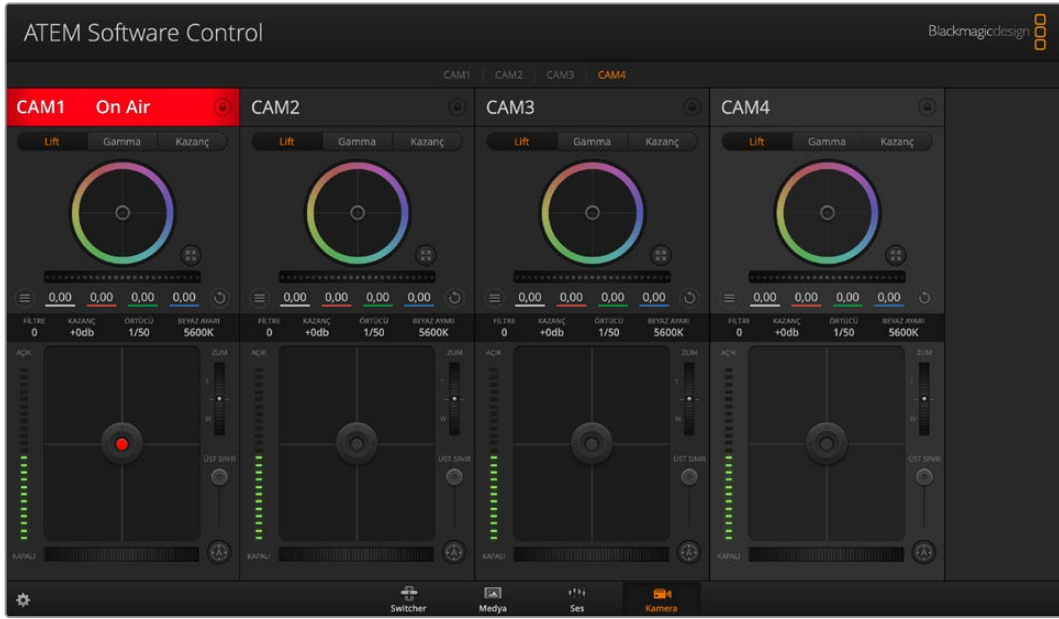 ATEM Software Control
Blackmagicdesign
CAM1 CAM2 CAM3 CAM4
CAM1 On Air CAM2 CAM3 CAM4
Lift Gamma Kazanç Lift Gamma Kazanç Lift Gamma Kazanç Lift Gamma Kazanç
0,00 0,00 0,00 0,00 0,00 0,00 0,00 0,00 0,00 0,00 0,00 0,00 0,00 0,00 0,00 0,00
FİLTRE KAZANÇ ÖRTÜCÜ BEYAZ AYARI FİLTRE KAZANÇ ÖRTÜCÜ BEYAZ AYARI FİLTRE KAZANÇ ÖRTÜCÜ BEYAZ AYARI FİLTRE KAZANÇ ÖRTÜCÜ BEYAZ AYARI
0 +0db 1/50 5600K 0 +0db 1/50 5600K 0 +0db 1/50 5600K 0 +0db 1/50 5600K
AÇIK ZUM AÇIK ZUM AÇIK ZUM AÇIK ZUM
T T T T
W W W W
ÜST SINIR ÜST SINIR ÜST SINIR ÜST SINIR
KAPALI A KAPALI A KAPALI A KAPALI A
Switcher Medya Ses Kamera